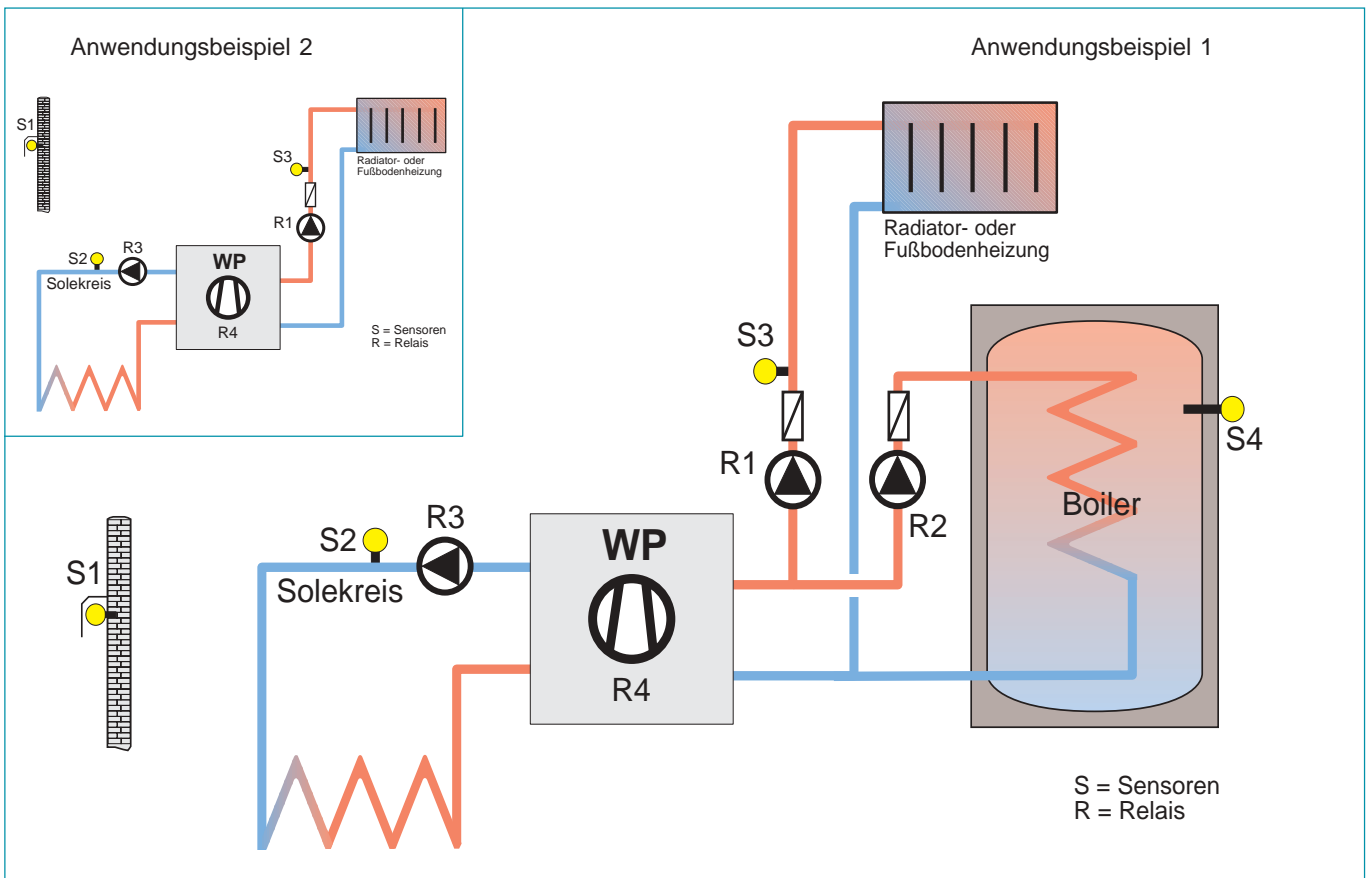 Anwendungsbeispiel 2
S1
S3
Radiator- oder
Fußbodenheizung
R1
S2
R3
Solekreis
WP
R4
S = Sensoren
R = Relais
Anwendungsbeispiel 1
Radiator- oder
Fußbodenheizung
S3
S4
R1
R2
Boiler
S2
R3
Solekreis
WP
S1
R4
S = Sensoren
R = Relais